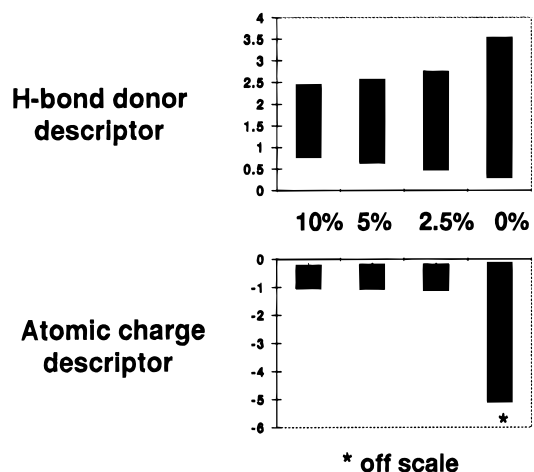 H-bond donor
descriptor
4
3.5
3
2.5
2
1.5
1
0.5
0
10% 5% 2.5% 0%
Atomic charge
descriptor
0
-1
-2
-3
-4
-5
-6
*
* off scale